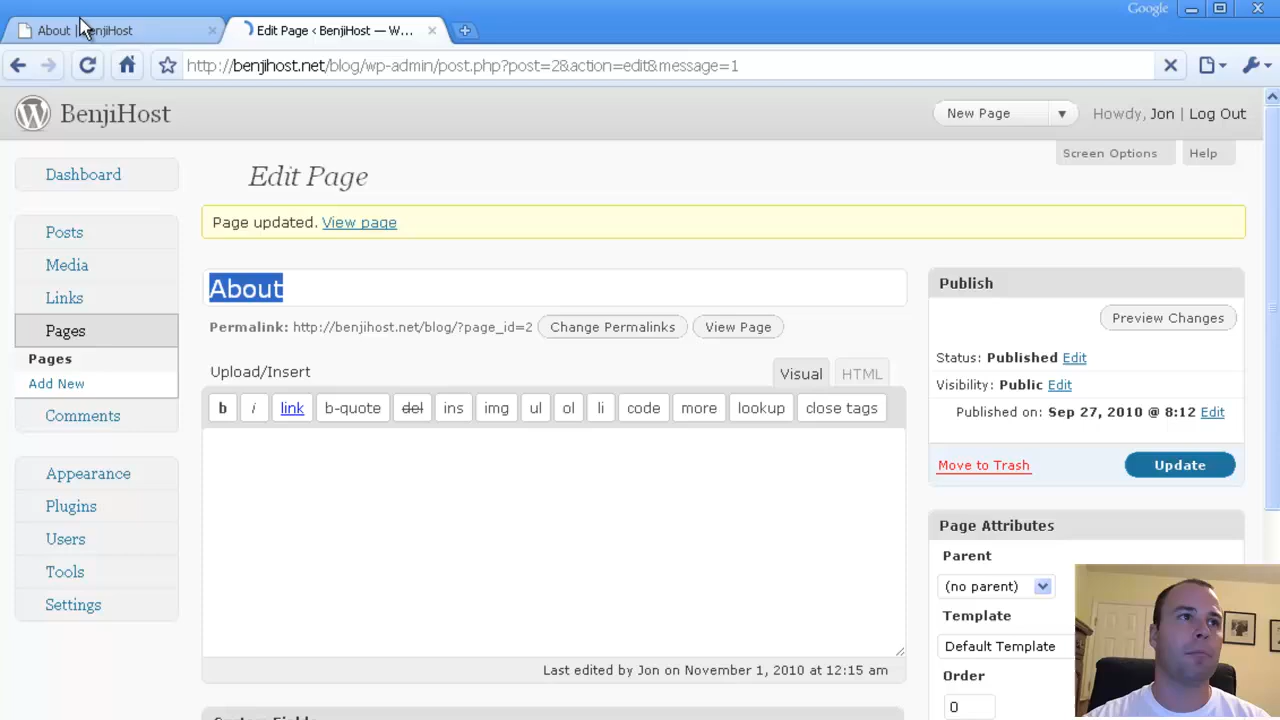 Google
About BenjiHost
Edit Page ‹ BenjiHost — W...
http://benjihost.net/blog/wp-admin/post.php?post=2&action=edit&message=1
BenjiHost
New Page
Howdy, Jon | Log Out
Screen Options
Help
Dashboard
Posts
Media
Links
Pages
Pages
Add New
Comments
Appearance
Plugins
Users
Tools
Settings
Edit Page
Page updated. View page
About
Permalink: http://benjihost.net/blog/?page_id=2
Change Permalinks
View Page
Upload/Insert
Visual
HTML
b
i
link
b-quote
del
ins
img
ul
ol
li
code
more
lookup
close tags
Last edited by Jon on November 1, 2010 at 12:15 am
Publish
Preview Changes
Status: Published Edit
Visibility: Public Edit
Published on: Sep 27, 2010 @ 8:12 Edit
Move to Trash
Update
Page Attributes
Parent
(no parent)
Template
Default Template
Order
0